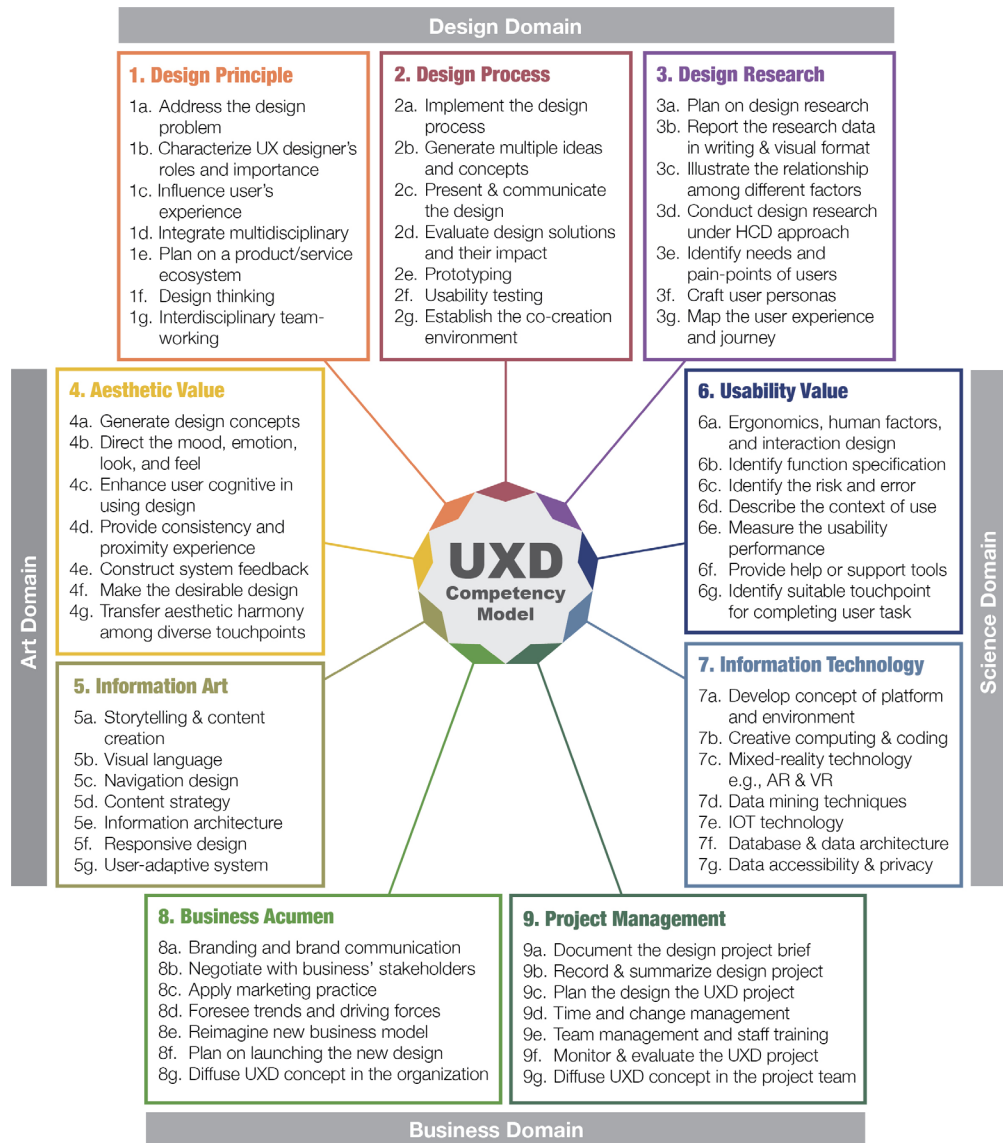 Design Domain
1. Design Principle
1a. Address the design
problem
1b. Characterize UX designer's
roles and importance
1c. Influence user's
experience
1d. Integrate multidisciplinary
1e. Plan on a product/service
ecosystem
1f. Design thinking
1g. Interdisciplinary team-
working
2. Design Process
2a. Implement the design
process
2b. Generate multiple ideas
and concepts
2c. Present & communicate
the design
2d. Evaluate design solutions
and their impact
2e. Prototyping
2f. Usability testing
2g. Establish the co-creation
environment
3. Design Research
3a. Plan on design research
3b. Report the research data
in writing & visual format
3c. Illustrate the relationship
among different factors
3d. Conduct design research
under HCD approach
3e. Identify needs and
pain-points of users
3f. Craft user personas
3g. Map the user experience
and journey
Art Domain
4. Aesthetic Value
4a. Generate design concepts
4b. Direct the mood, emotion,
look, and feel
4c. Enhance user cognitive in
using design
4d. Provide consistency and
proximity experience
4e. Construct system feedback
4f. Make the desirable design
4g. Transfer aesthetic harmony
among diverse touchpoints
5. Information Art
5a. Storytelling & content
creation
5b. Visual language
5c. Navigation design
5d. Content strategy
5e. Information architecture
5f. Responsive design
5g. User-adaptive system
UXD
Competency
Model
Science Domain
6. Usability Value
6a. Ergonomics, human factors,
and interaction design
6b. Identify function specification
6c. Identify the risk and error
6d. Describe the context of use
6e. Measure the usability
performance
6f. Provide help or support tools
6g. Identify suitable touchpoint
for completing user task
7. Information Technology
7a. Develop concept of platform
and environment
7b. Creative computing & coding
7c. Mixed-reality technology
e.g., AR & VR
7d. Data mining techniques
7e. IOT technology
7f. Database & data architecture
7g. Data accessibility & privacy
8. Business Acumen
8a. Branding and brand communication
8b. Negotiate with business' stakeholders
8c. Apply marketing practice
8d. Foresee trends and driving forces
8e. Reimagine new business model
8f. Plan on launching the new design
8g. Diffuse UXD concept in the organization
9. Project Management
9a. Document the design project brief
9b. Record & summarize design project
9c. Plan the design the UXD project
9d. Time and change management
9e. Team management and staff training
9f. Monitor & evaluate the UXD project
9g. Diffuse UXD concept in the project team
Business Domain